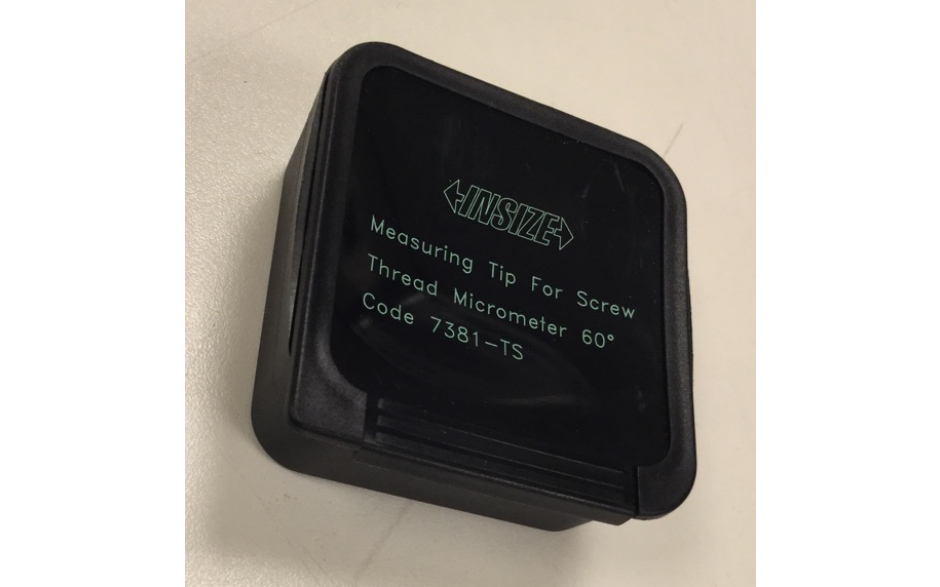 INSIZE
Measuring Tip For Screw
Thread Micrometer 60°
Code 7381-TS